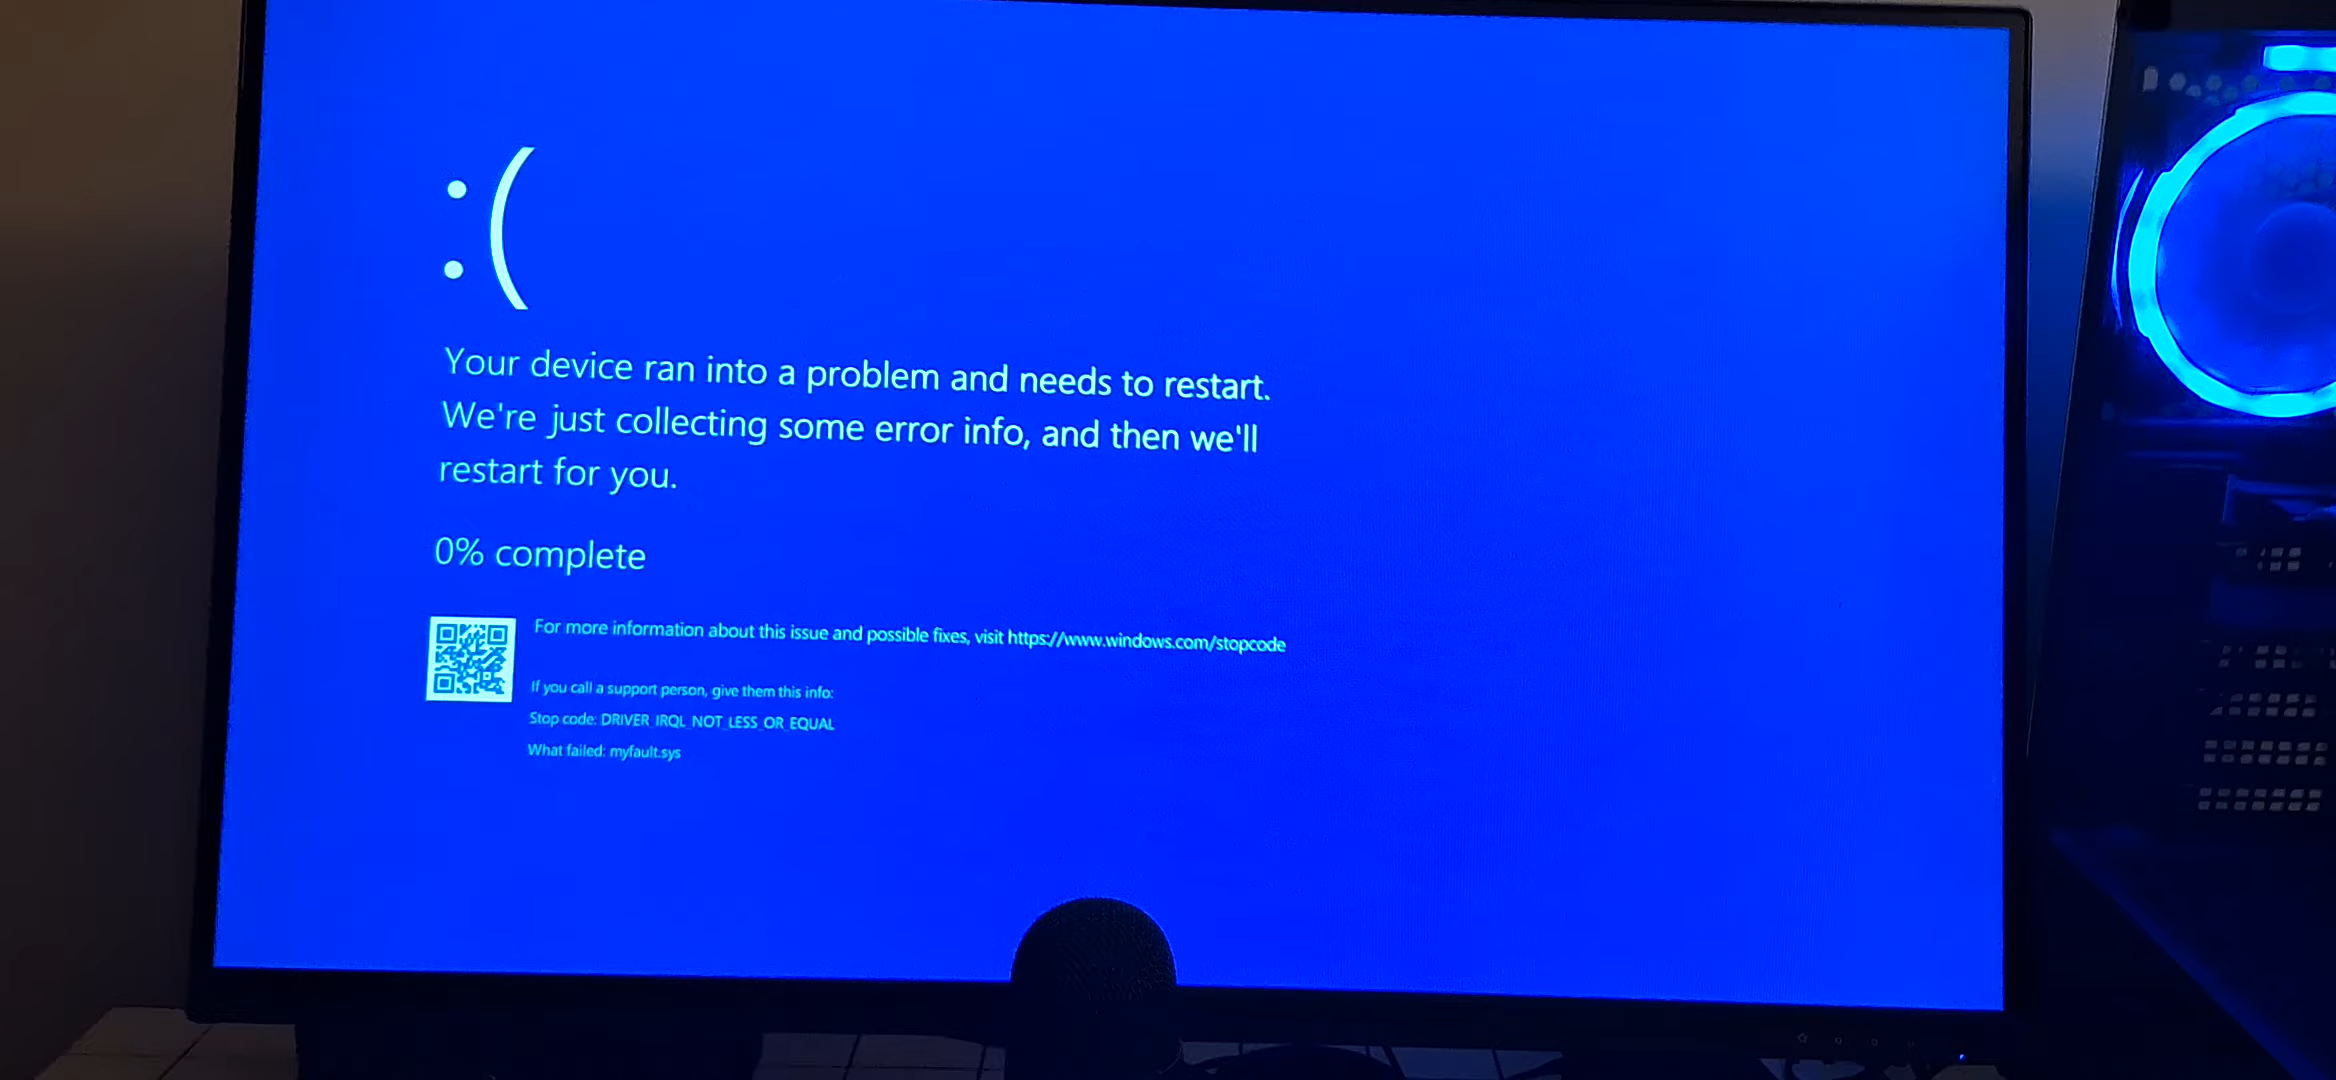 :(
Your device ran into a problem and needs to restart.
We're just collecting some error info, and then we'll
restart for you.
0% complete
For more information about this issue and possible fixes, visit https://www.windows.com/stopcode
If you call a support person, give them this info:
Stop code: DRIVER_IRQL_NOT_LESS_OR_EQUAL
What failed: myfault.sys